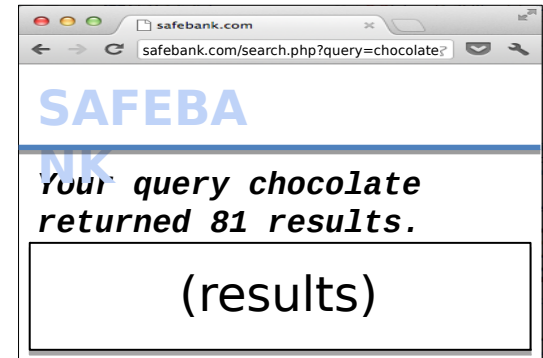 safebank.com
safebank.com/search.php?query=chocolate
SAFEBA
NK
Your query chocolate
returned 81 results.
(results)